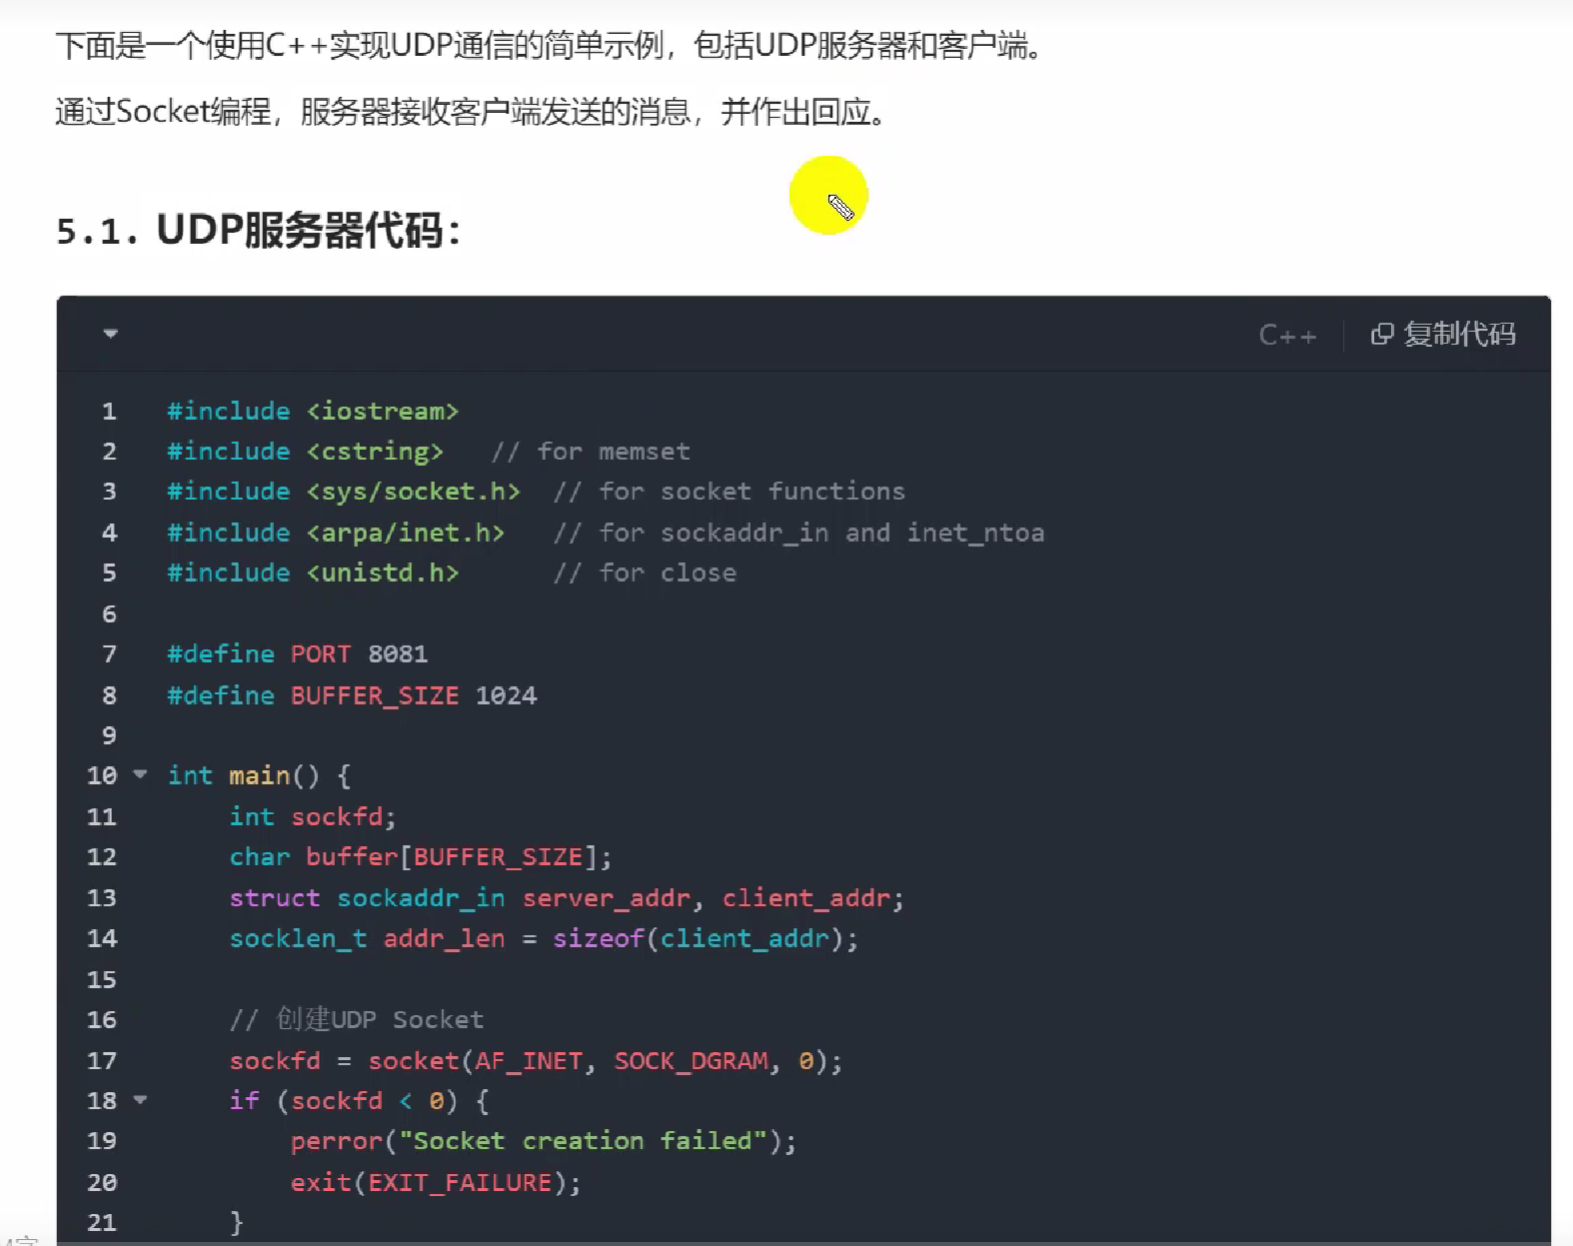 下面是一个使用C++实现UDP通信的简单示例，包括UDP服务器和客户端。
通过Socket编程，服务器接收客户端发送的消息，并作出回应。
5.1. UDP服务器代码：
C++ 复制代码
1 #include <iostream>
2 #include <cstring>   // for memset
3 #include <sys/socket.h>  // for socket functions
4 #include <arpa/inet.h>   // for sockaddr_in and inet_ntoa
5 #include <unistd.h>      // for close
6
7 #define PORT 8081
8 #define BUFFER_SIZE 1024
9
10 int main() {
11     int sockfd;
12     char buffer[BUFFER_SIZE];
13     struct sockaddr_in server_addr, client_addr;
14     socklen_t addr_len = sizeof(client_addr);
15
16     // 创建UDP Socket
17     sockfd = socket(AF_INET, SOCK_DGRAM, 0);
18     if (sockfd < 0) {
19         perror("Socket creation failed");
20         exit(EXIT_FAILURE);
21     }